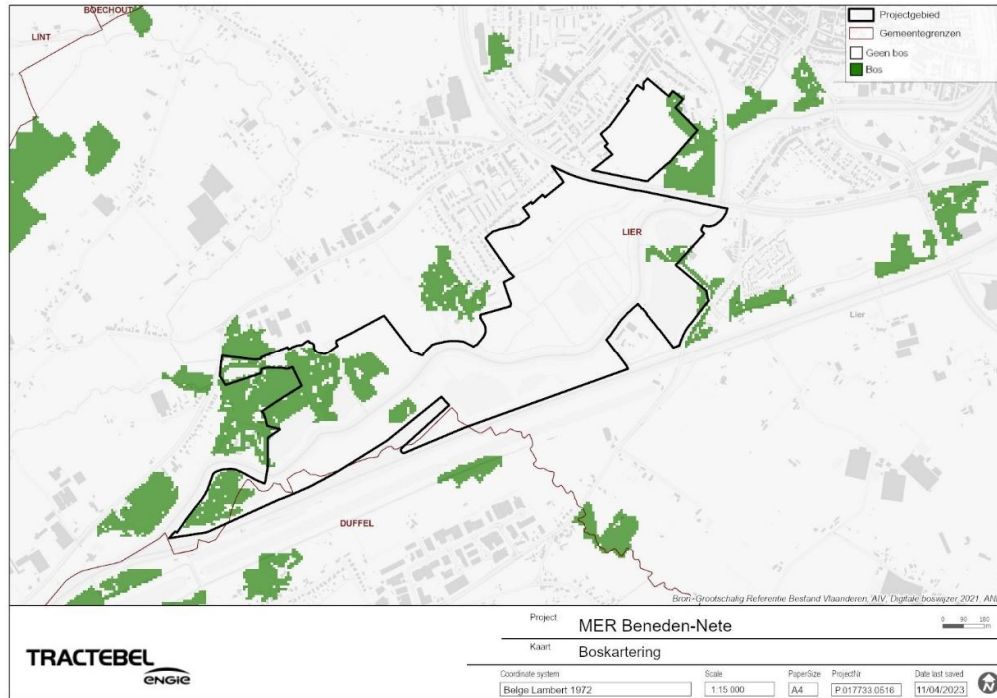 BOECHOUT
LINT
Projectgebied
Gemeentegrenzen
Geen bos
Bos
LIER
Lier
DUFFEL
Bron=Grootschalig Referentie Bestand Vlaanderen, AIV, Digitale boswijzer 2021, AN
Project MER Beneden-Nete
0 90 180
m
Kaart Boskartering
TRACTEBEL
ENGIE
Coordinate system Scale PaperSize ProjectNr Date last saved
Belge Lambert 1972 1:15 000 A4 P.017733.0516 11/04/2023